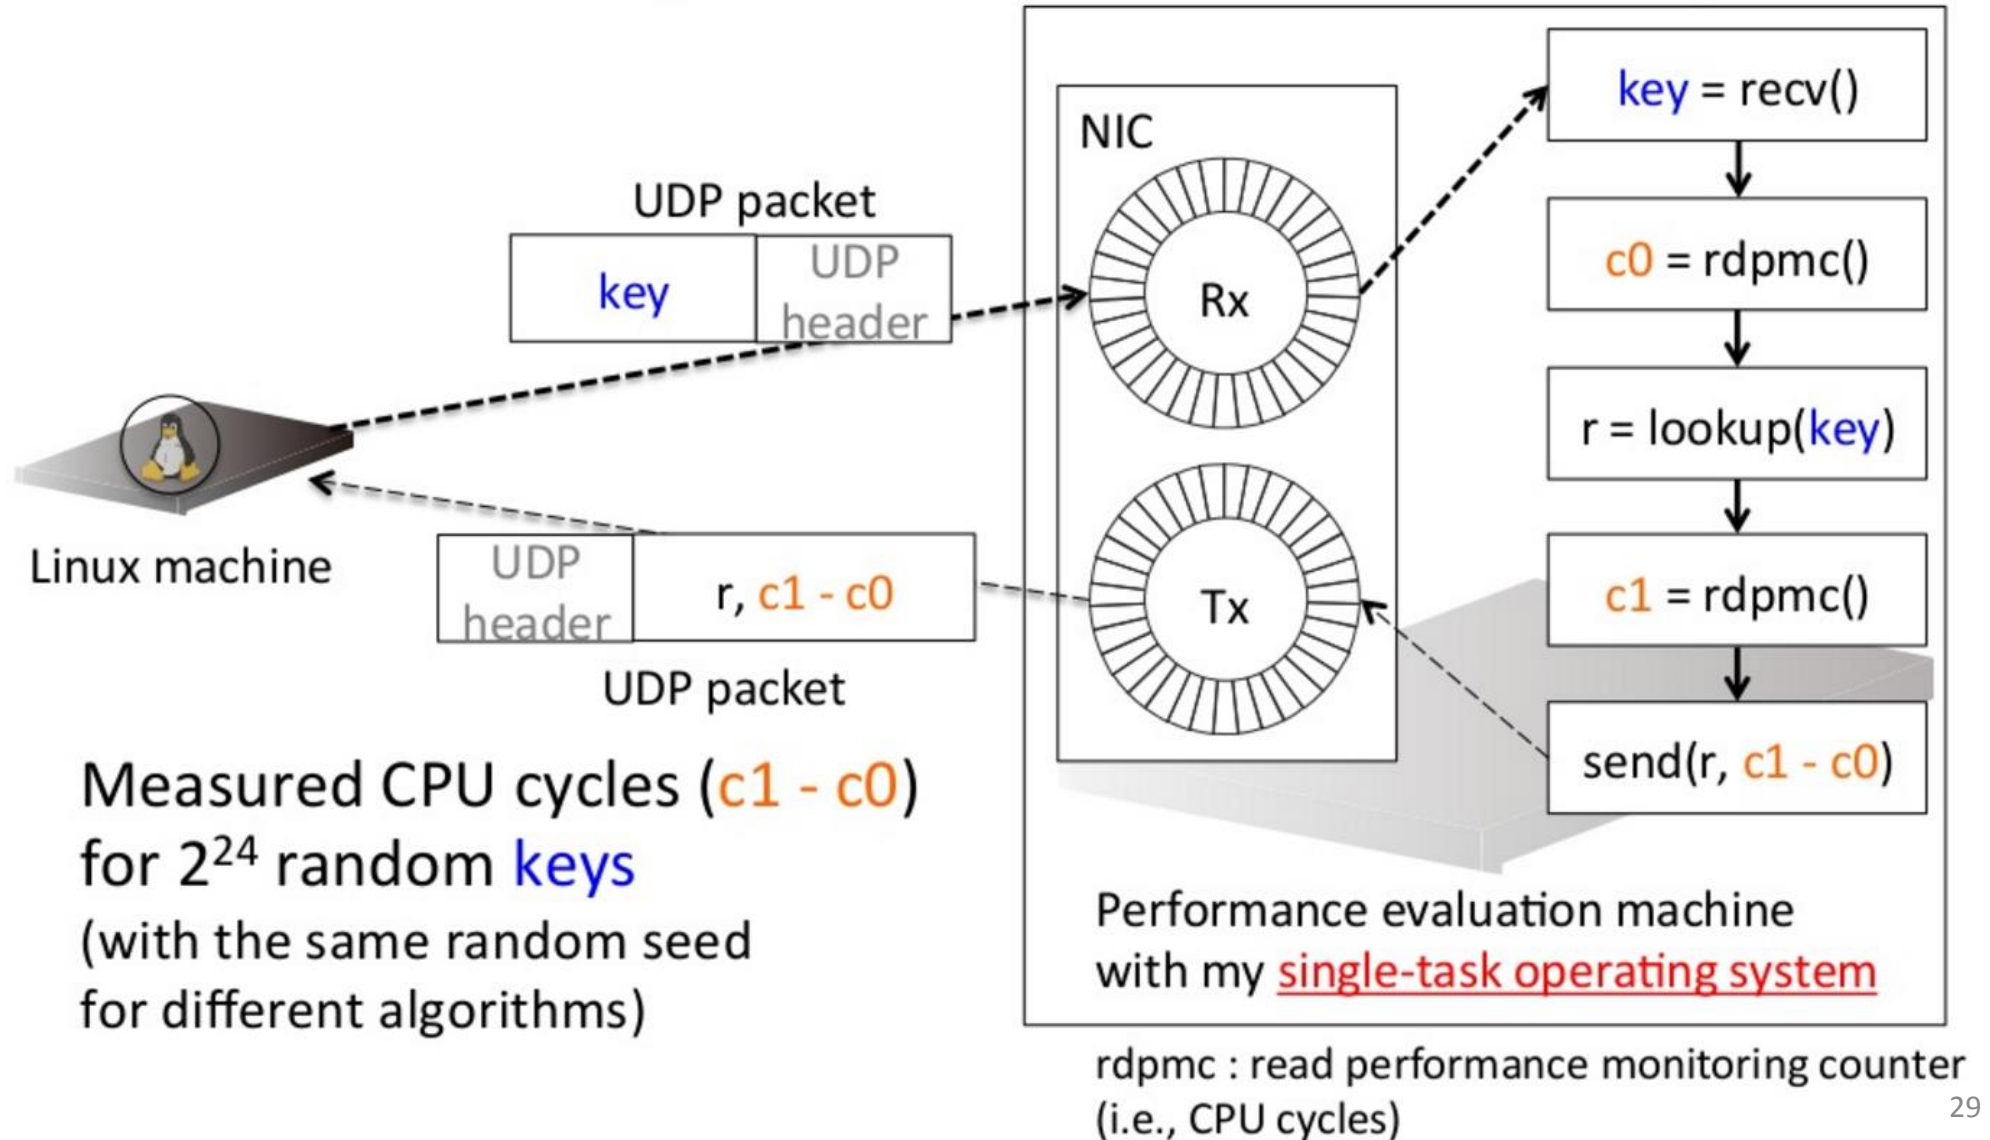 UDP packet
key
UDP
header
Linux machine
UDP
header
r, c1 - c0
UDP packet
NIC
Rx
Tx
key = recv()
c0 = rdpmc()
r = lookup(key)
c1 = rdpmc()
send(r, c1 - c0)
Measured CPU cycles (c1 - c0)
for 2²⁴ random keys
(with the same random seed
for different algorithms)
Performance evaluation machine
with my single-task operating system
rdpmc : read performance monitoring counter
(i.e., CPU cycles)
29